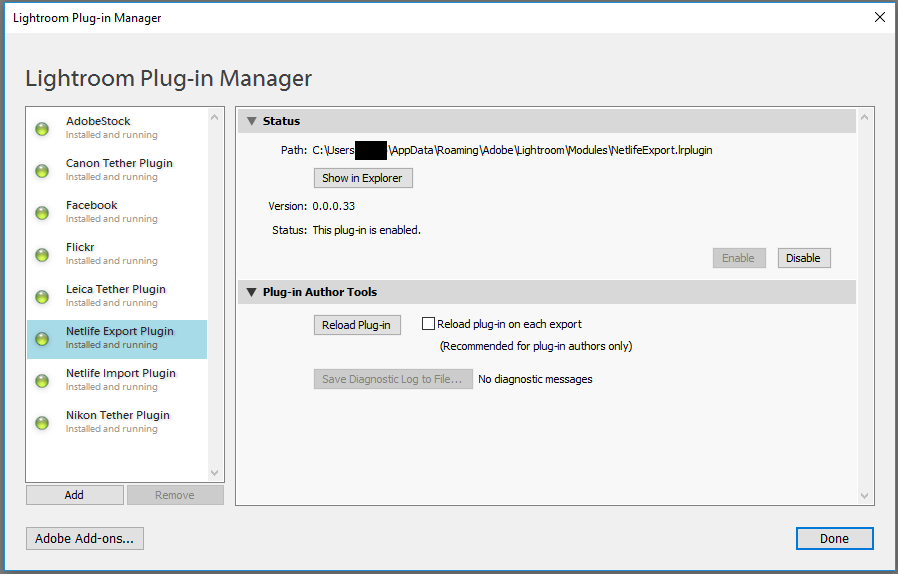 Lightroom Plug-in Manager
Lightroom Plug-in Manager
AdobeStock
Installed and running
Canon Tether Plugin
Installed and running
Facebook
Installed and running
Flickr
Installed and running
Leica Tether Plugin
Installed and running
Netlife Export Plugin
Installed and running
Netlife Import Plugin
Installed and running
Nikon Tether Plugin
Installed and running
Add
Remove
Adobe Add-ons...
Status
Path: C:\Users \AppData\Roaming\Adobe\Lightroom\Modules\NetlifeExport.lrplugin
Show in Explorer
Version: 0.0.0.33
Status: This plug-in is enabled.
Enable
Disable
Plug-in Author Tools
Reload Plug-in
Reload plug-in on each export
(Recommended for plug-in authors only)
Save Diagnostic Log to File...
No diagnostic messages
Done